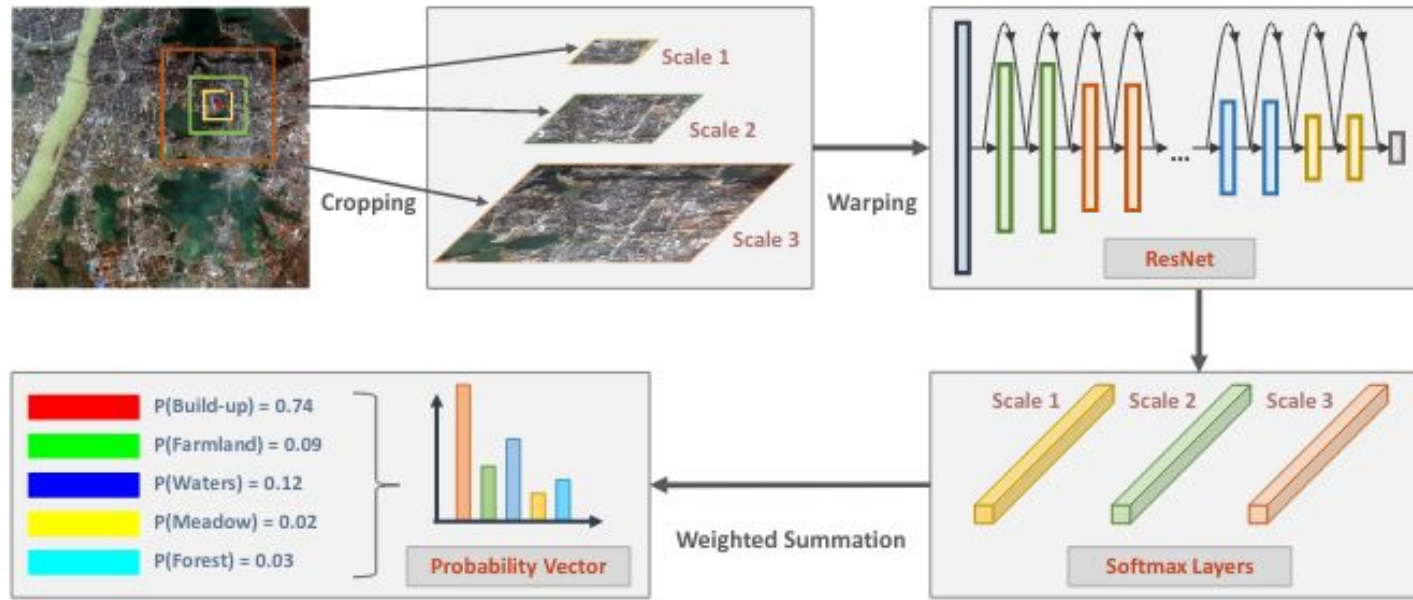 Scale 1
Scale 2
Scale 3
Cropping
Warping
...
ResNet
Scale 1
Scale 2
Scale 3
Softmax Layers
Weighted Summation
P(Build-up) = 0.74
P(Farmland) = 0.09
P(Waters) = 0.12
P(Meadow) = 0.02
P(Forest) = 0.03
Probability Vector